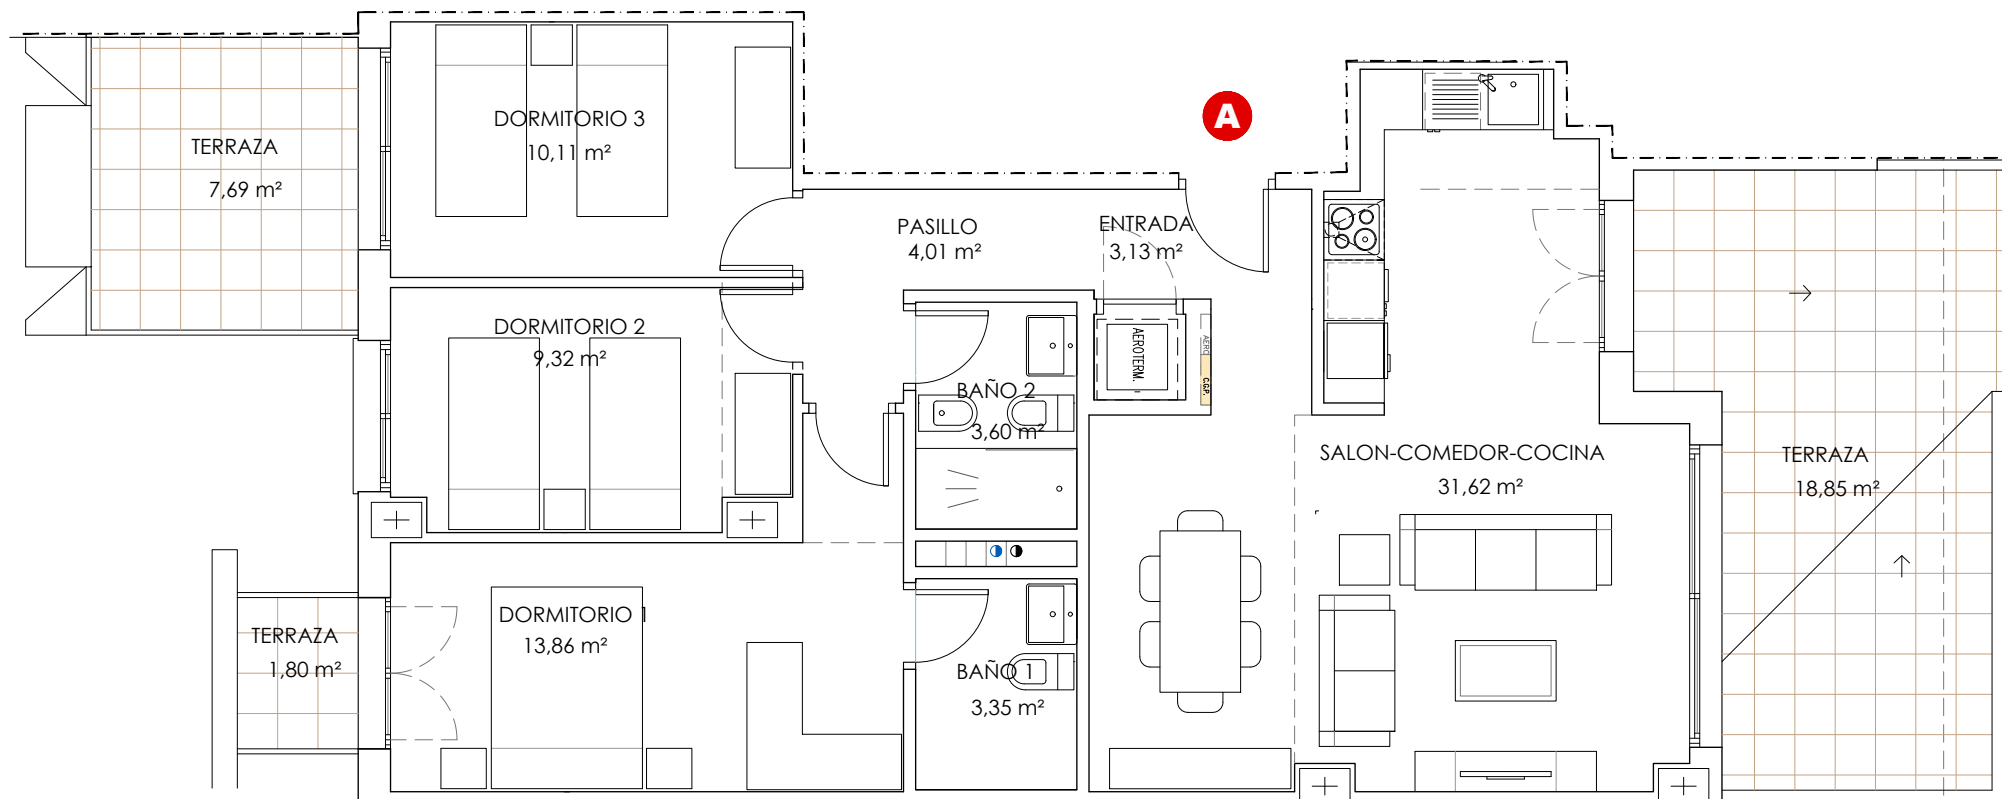 A
DORMITORIO 3
10,11 m²
TERRAZA
7,69 m²
PASILLO
4,01 m²
ENTRADA
3,13 m²
DORMITORIO 2
9,32 m²
AEROTERM.
AERO
C.G.P.
BAÑO 2
3,60 m²
SALON-COMEDOR-COCINA
31,62 m²
TERRAZA
18,85 m²
DORMITORIO 1
13,86 m²
TERRAZA
1,80 m²
BAÑO 1
3,35 m²